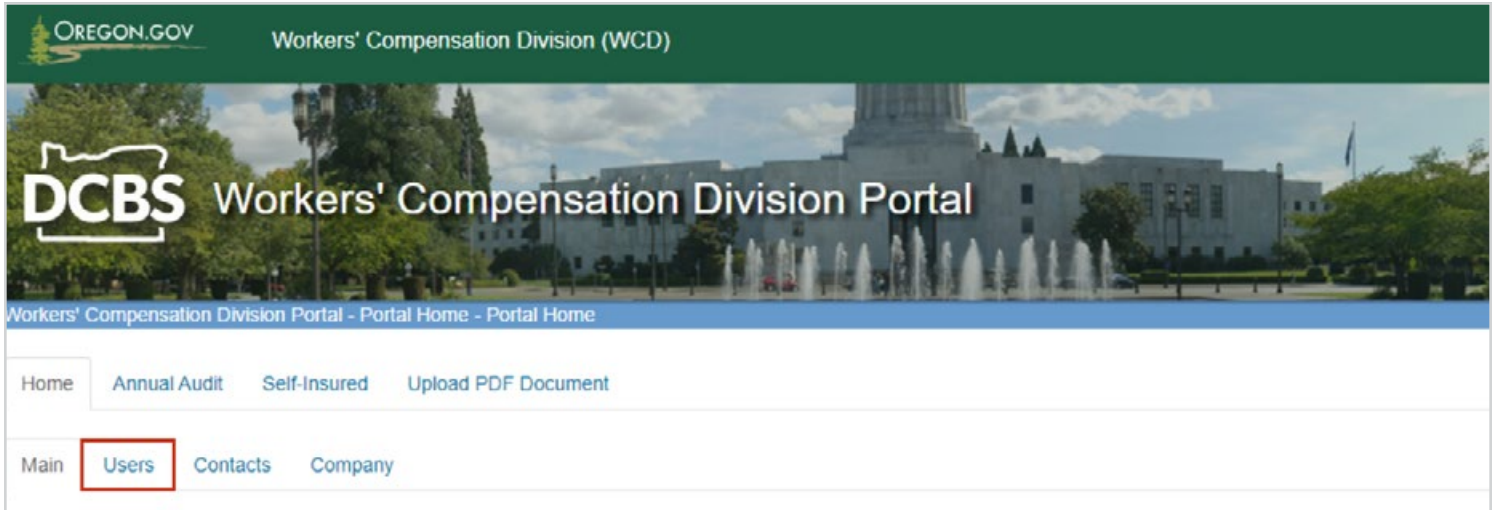 OREGON.GOV Workers' Compensation Division (WCD)
DCBS Workers' Compensation Division Portal
Workers' Compensation Division Portal - Portal Home - Portal Home
Home Annual Audit Self-Insured Upload PDF Document
Main Users Contacts Company